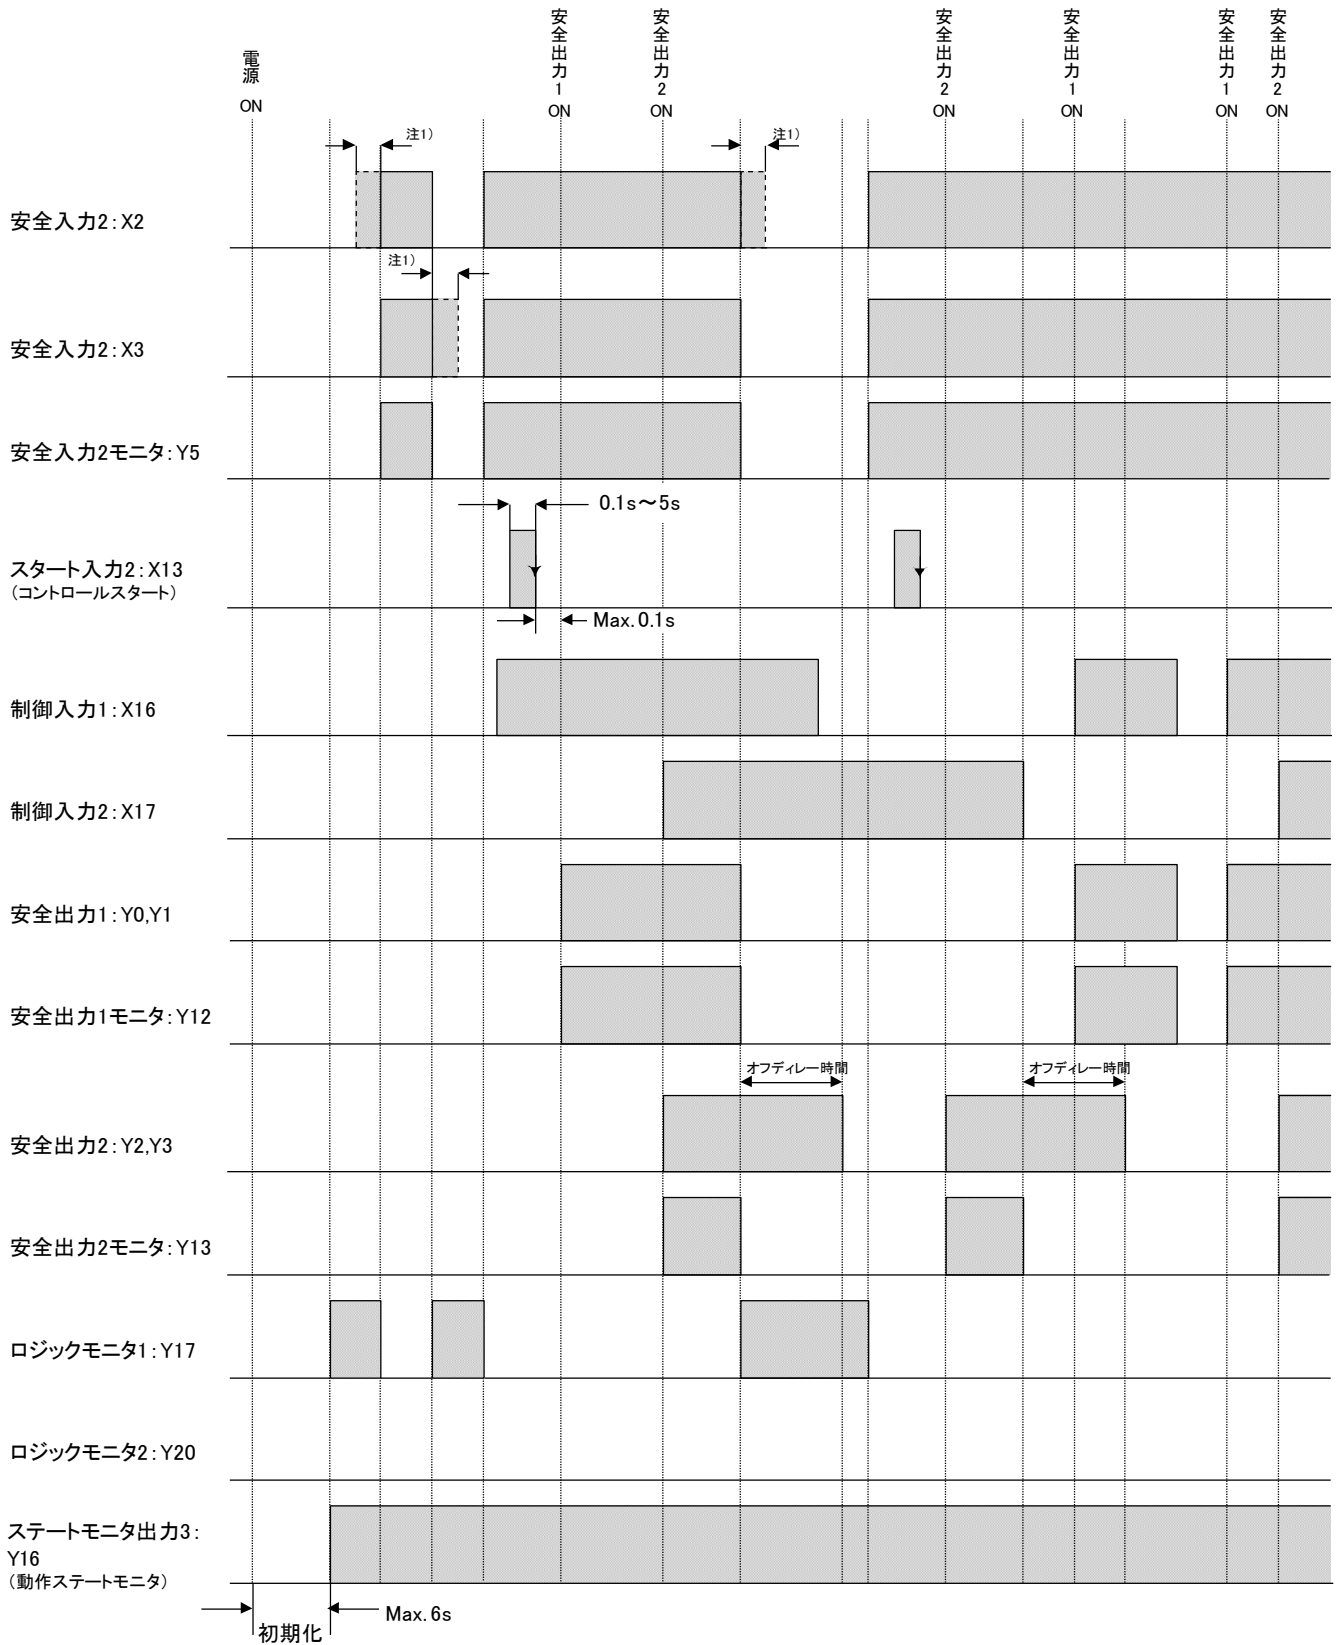 電源
ON
安全出力1
ON
安全出力2
ON
安全出力2
ON
安全出力1
ON
安全出力1
ON
安全出力2
ON
注1)
注1)
安全入力2:X2
注1)
安全入力2:X3
安全入力2モニタ:Y5
0.1s～5s
スタート入力2:X13
(コントロールスタート)
Max.0.1s
制御入力1:X16
制御入力2:X17
安全出力1:Y0,Y1
安全出力1モニタ:Y12
オフディレー時間
オフディレー時間
安全出力2:Y2,Y3
安全出力2モニタ:Y13
ロジックモニタ1:Y17
ロジックモニタ2:Y20
ステートモニタ出力3:
Y16
(動作ステートモニタ)
Max.6s
初期化